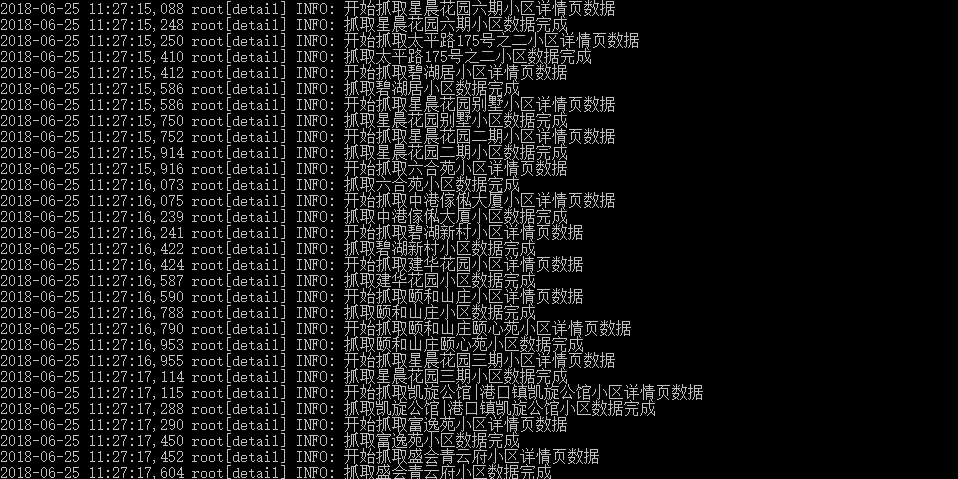 2018-06-25 11:27:15,088 root[detail] INFO: 开始抓取星晨花园六期小区详情页数据
2018-06-25 11:27:15,248 root[detail] INFO: 抓取星晨花园六期小区数据完成
2018-06-25 11:27:15,250 root[detail] INFO: 开始抓取太平路175号之二小区详情页数据
2018-06-25 11:27:15,410 root[detail] INFO: 抓取太平路175号之二小区数据完成
2018-06-25 11:27:15,412 root[detail] INFO: 开始抓取碧湖居小区详情页数据
2018-06-25 11:27:15,586 root[detail] INFO: 抓取碧湖居小区数据完成
2018-06-25 11:27:15,586 root[detail] INFO: 开始抓取星晨花园别墅小区详情页数据
2018-06-25 11:27:15,750 root[detail] INFO: 抓取星晨花园别墅小区数据完成
2018-06-25 11:27:15,752 root[detail] INFO: 开始抓取星晨花园二期小区详情页数据
2018-06-25 11:27:15,914 root[detail] INFO: 抓取星晨花园二期小区数据完成
2018-06-25 11:27:15,916 root[detail] INFO: 开始抓取六合苑小区详情页数据
2018-06-25 11:27:16,073 root[detail] INFO: 抓取六合苑小区数据完成
2018-06-25 11:27:16,075 root[detail] INFO: 开始抓取中港傢俬大厦小区详情页数据
2018-06-25 11:27:16,239 root[detail] INFO: 抓取中港傢俬大厦小区数据完成
2018-06-25 11:27:16,241 root[detail] INFO: 开始抓取碧湖新村小区详情页数据
2018-06-25 11:27:16,422 root[detail] INFO: 抓取碧湖新村小区数据完成
2018-06-25 11:27:16,424 root[detail] INFO: 开始抓取建华花园小区详情页数据
2018-06-25 11:27:16,587 root[detail] INFO: 抓取建华花园小区数据完成
2018-06-25 11:27:16,590 root[detail] INFO: 开始抓取颐和山庄小区详情页数据
2018-06-25 11:27:16,788 root[detail] INFO: 抓取颐和山庄小区数据完成
2018-06-25 11:27:16,790 root[detail] INFO: 开始抓取颐和山庄颐心苑小区详情页数据
2018-06-25 11:27:16,953 root[detail] INFO: 抓取颐和山庄颐心苑小区数据完成
2018-06-25 11:27:16,955 root[detail] INFO: 开始抓取星晨花园三期小区详情页数据
2018-06-25 11:27:17,114 root[detail] INFO: 抓取星晨花园三期小区数据完成
2018-06-25 11:27:17,115 root[detail] INFO: 开始抓取凯旋公馆|港口镇凯旋公馆小区详情页数据
2018-06-25 11:27:17,288 root[detail] INFO: 抓取凯旋公馆|港口镇凯旋公馆小区数据完成
2018-06-25 11:27:17,290 root[detail] INFO: 开始抓取富逸苑小区详情页数据
2018-06-25 11:27:17,450 root[detail] INFO: 抓取富逸苑小区数据完成
2018-06-25 11:27:17,452 root[detail] INFO: 开始抓取盛会青云府小区详情页数据
2018-06-25 11:27:17,604 root[detail] INFO: 抓取盛会青云府小区数据完成